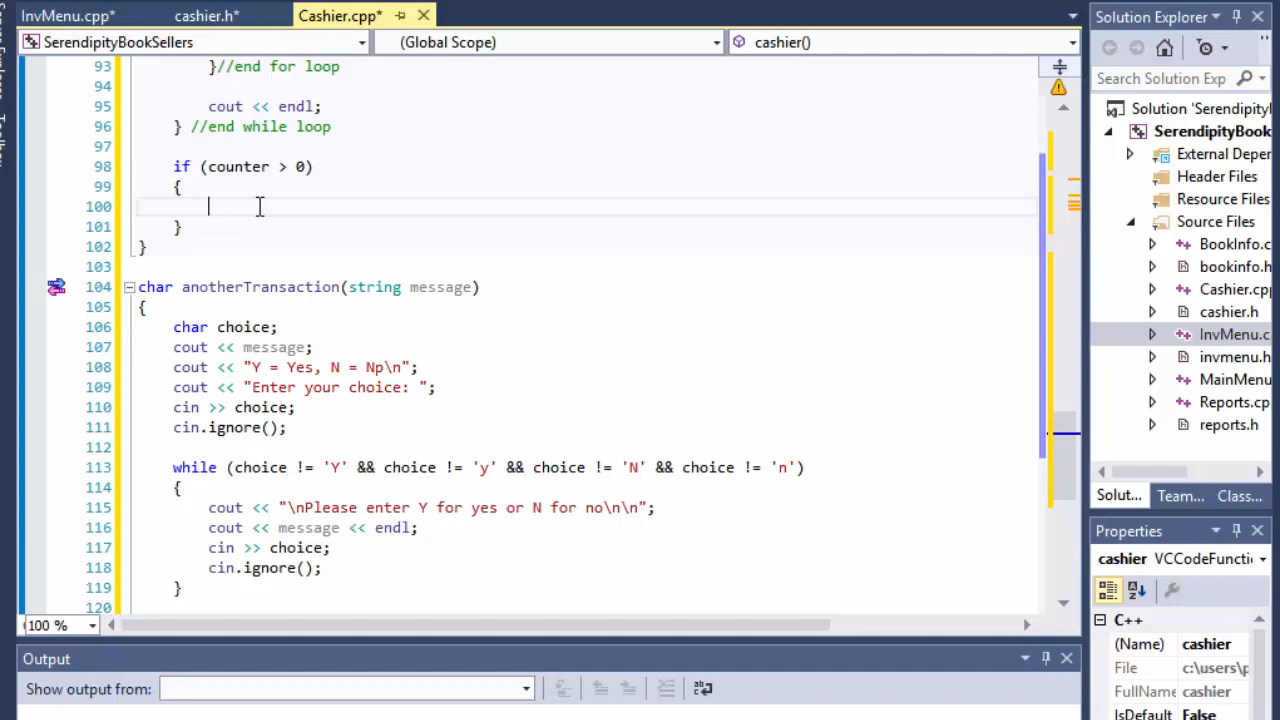 InvMenu.cpp* cashier.h* Cashier.cpp*
SerendipityBookSellers (Global Scope) cashier()
93 }//end for loop
94
95 cout << endl;
96 } //end while loop
97
98 if (counter > 0)
99 {
100
101 }
102 }
103
104 char anotherTransaction(string message)
105 {
106 char choice;
107 cout << message;
108 cout << "Y = Yes, N = Np\n";
109 cout << "Enter your choice: ";
110 cin >> choice;
111 cin.ignore();
112
113 while (choice != 'Y' && choice != 'y' && choice != 'N' && choice != 'n')
114 {
115 cout << "\nPlease enter Y for yes or N for no\n\n";
116 cout << message << endl;
117 cin >> choice;
118 cin.ignore();
119 }
120
100 %
Output
Show output from:
Solution Explorer
Search Solution Exp
Solution 'Serendipity
SerendipityBook
External Deper
Header Files
Resource Files
Source Files
BookInfo.c
bookinfo.h
Cashier.cpp
cashier.h
InvMenu.c
invmenu.h
MainMenu
Reports.cp
reports.h
Solut... Team... Class...
Properties
cashier VCCodeFuncti
C++
(Name) cashier
File c:\users\p
FullName cashier
IsDefault False